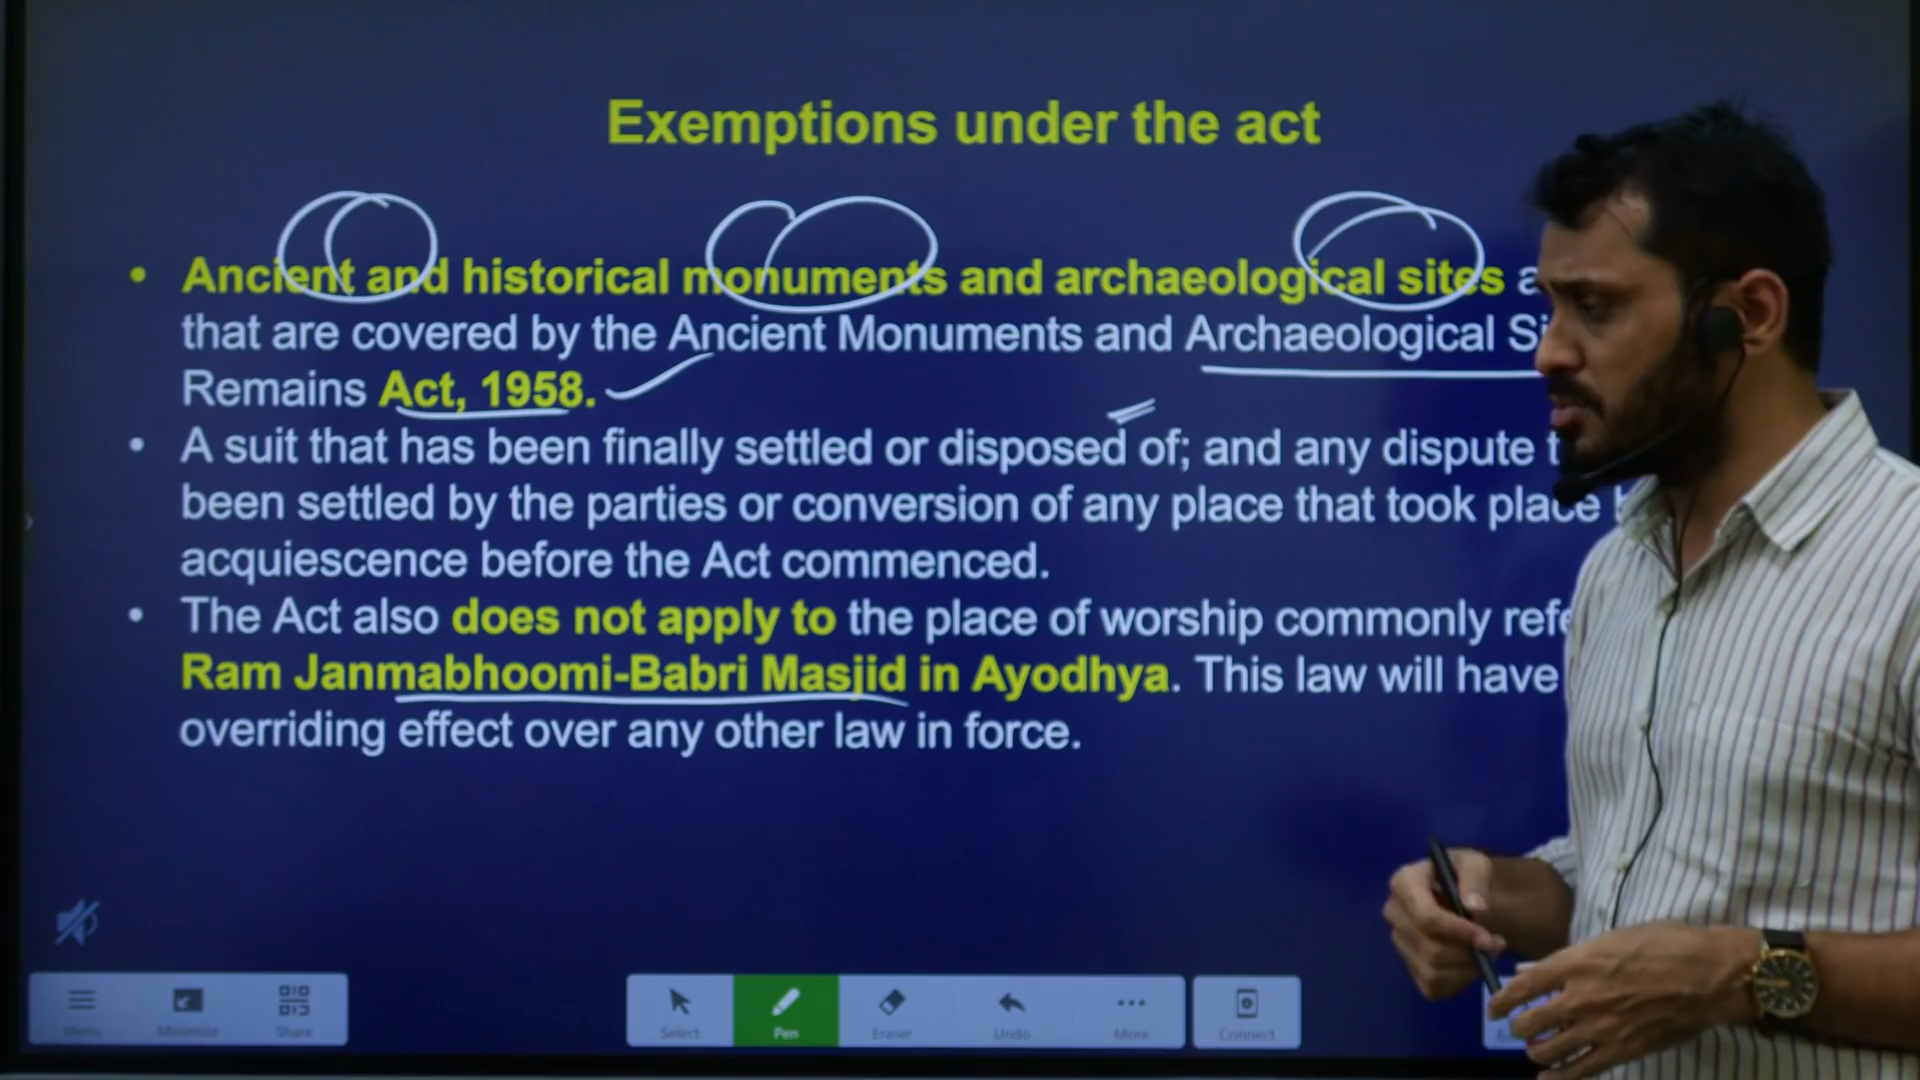 Exemptions under the act
• Ancient and historical monuments and archaeological sites
that are covered by the Ancient Monuments and Archaeological
Remains Act, 1958.
• A suit that has been finally settled or disposed of; and any dispute
been settled by the parties or conversion of any place that took place
acquiescence before the Act commenced.
• The Act also does not apply to the place of worship commonly
Ram Janmabhoomi-Babri Masjid in Ayodhya. This law will have
overriding effect over any other law in force.
Menu Minimize Share Select Pen Eraser Undo More Connect